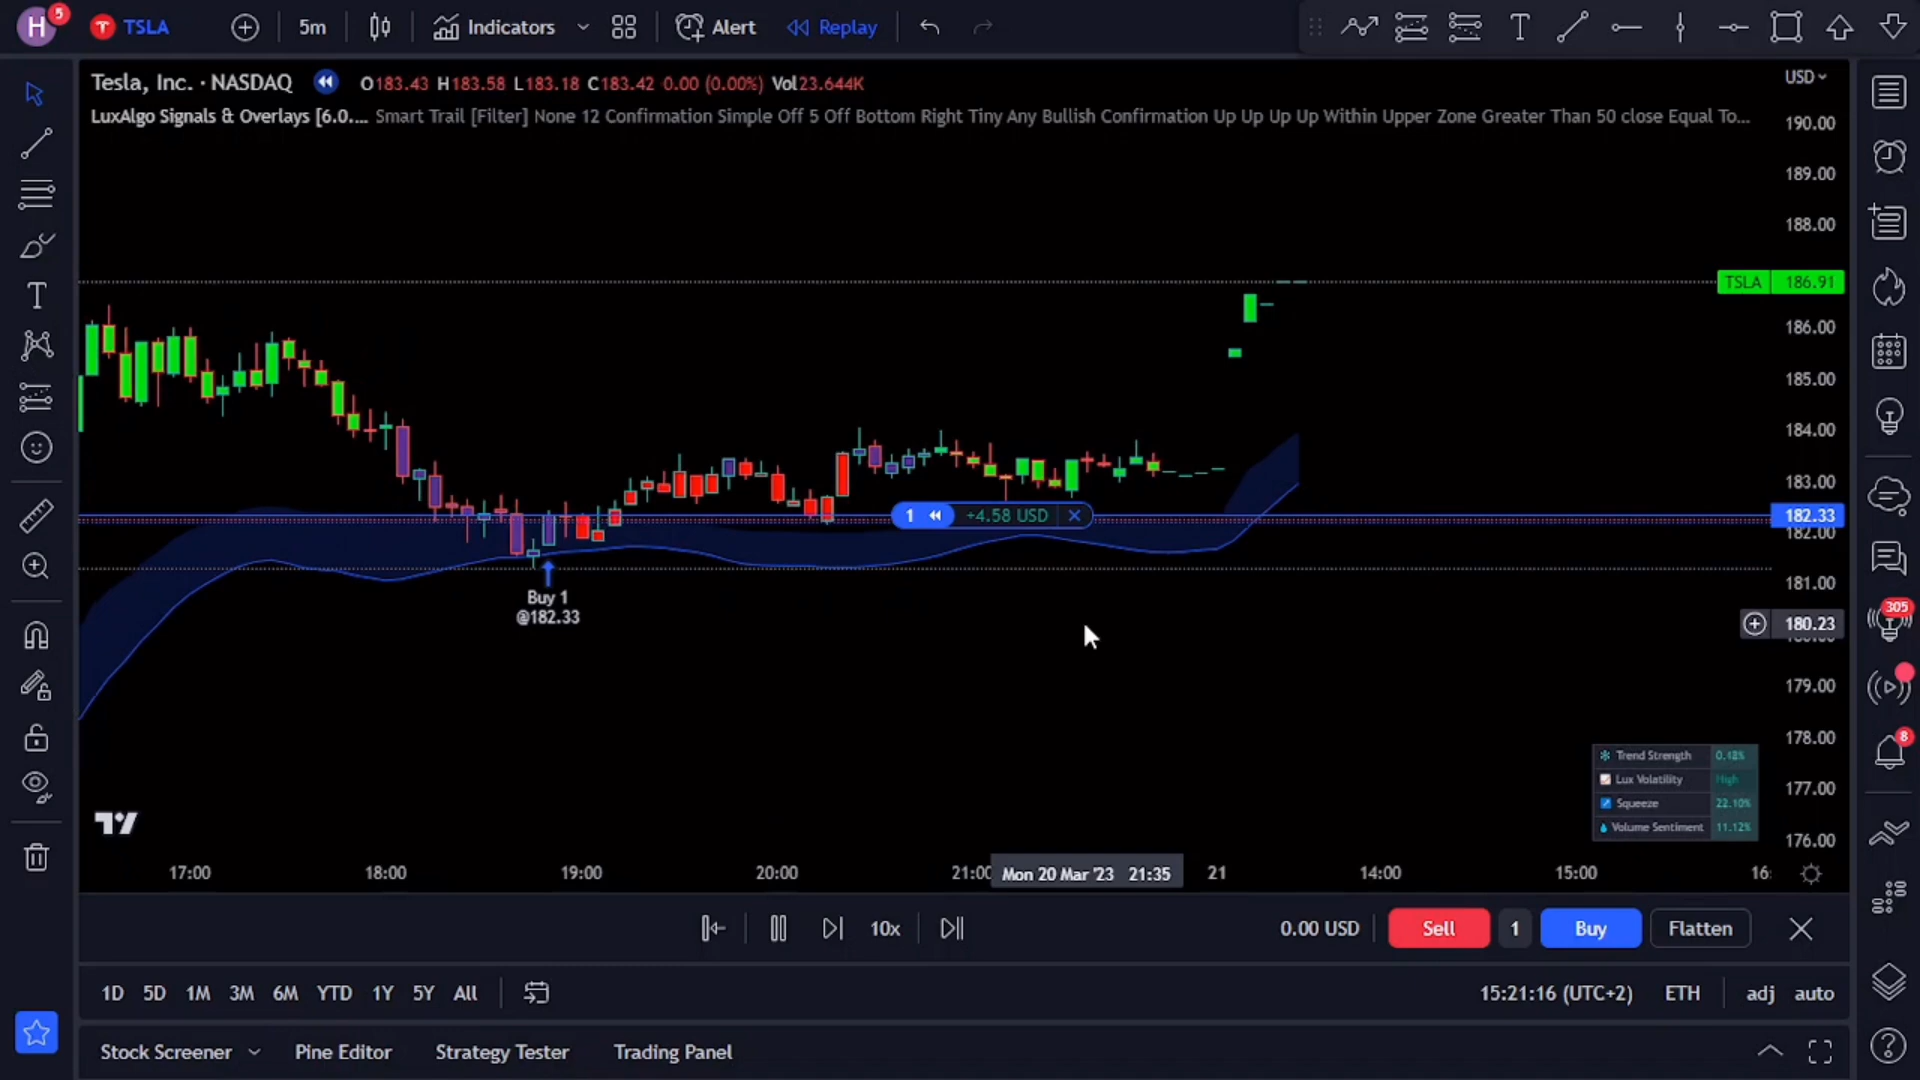 H 5 T TSLA 5m Indicators Alert Replay T
Tesla, Inc. · NASDAQ O183.43 H183.58 L183.18 C183.42 0.00 (0.00%) Vol23.644K USD
LuxAlgo Signals & Overlays [6.0.... Smart Trail [Filter] None 12 Confirmation Simple Off 5 Off Bottom Right Tiny Any Bullish Confirmation Up Up Up Up Within Upper Zone Greater Than 50 close Equal To...
190.00
189.00
188.00
TSLA 186.91
186.00
185.00
184.00
183.00
1 +4.58 USD 182.33
182.00
181.00
Buy 1
@182.33
180.23
305
179.00
178.00
8
Trend Strength 0.48%
Lux Volatility High
177.00
Squeeze 22.10%
Volume Sentiment 11.12%
176.00
17:00 18:00 19:00 20:00 21:00 Mon 20 Mar '23 21:35 21 14:00 15:00 16:
10x 0.00 USD Sell 1 Buy Flatten
1D 5D 1M 3M 6M YTD 1Y 5Y All 15:21:16 (UTC+2) ETH adj auto
Stock Screener Pine Editor Strategy Tester Trading Panel